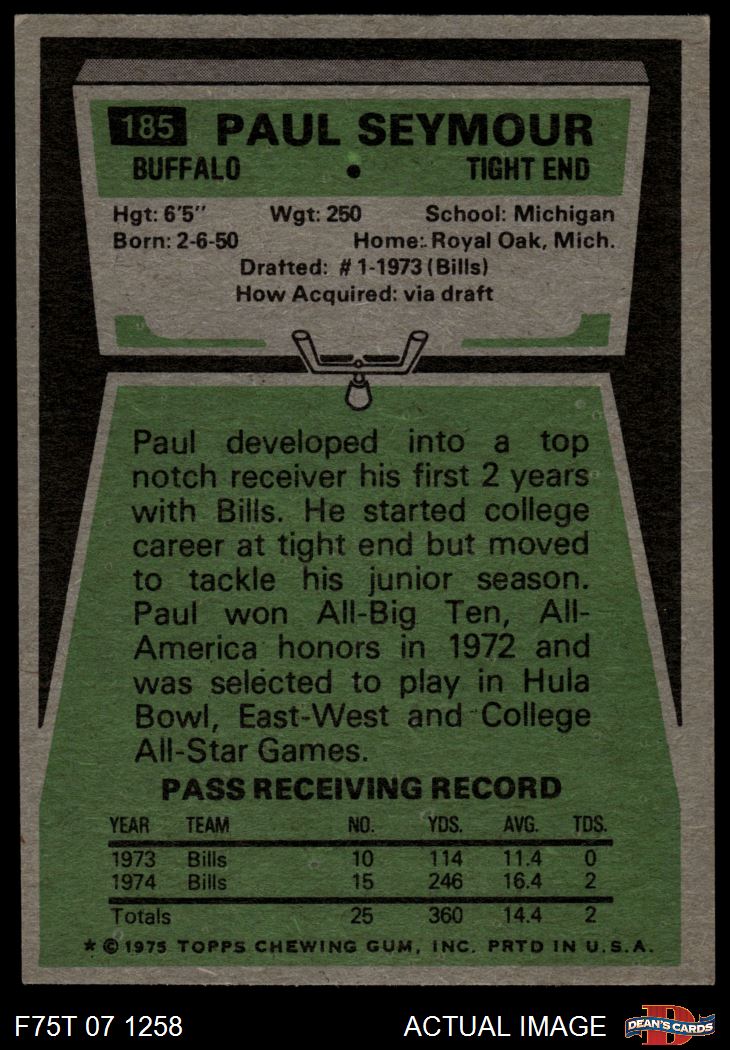 185 PAUL SEYMOUR
BUFFALO • TIGHT END
Hgt: 6'5" Wgt: 250 School: Michigan
Born: 2-6-50 Home: Royal Oak, Mich.
Drafted: #1-1973 (Bills)
How Acquired: via draft
Paul developed into a top
notch receiver his first 2 years
with Bills. He started college
career at tight end but moved
to tackle his junior season.
Paul won All-Big Ten, All-
America honors in 1972 and
was selected to play in Hula
Bowl, East-West and College
All-Star Games.
PASS RECEIVING RECORD
YEAR TEAM NO. YDS. AVG. TDS.
1973 Bills 10 114 11.4 0
1974 Bills 15 246 16.4 2
Totals 25 360 14.4 2
* © 1975 TOPPS CHEWING GUM, INC. PRTD IN U.S.A.
F75T 07 1258 ACTUAL IMAGE D DEAN'S CARDS